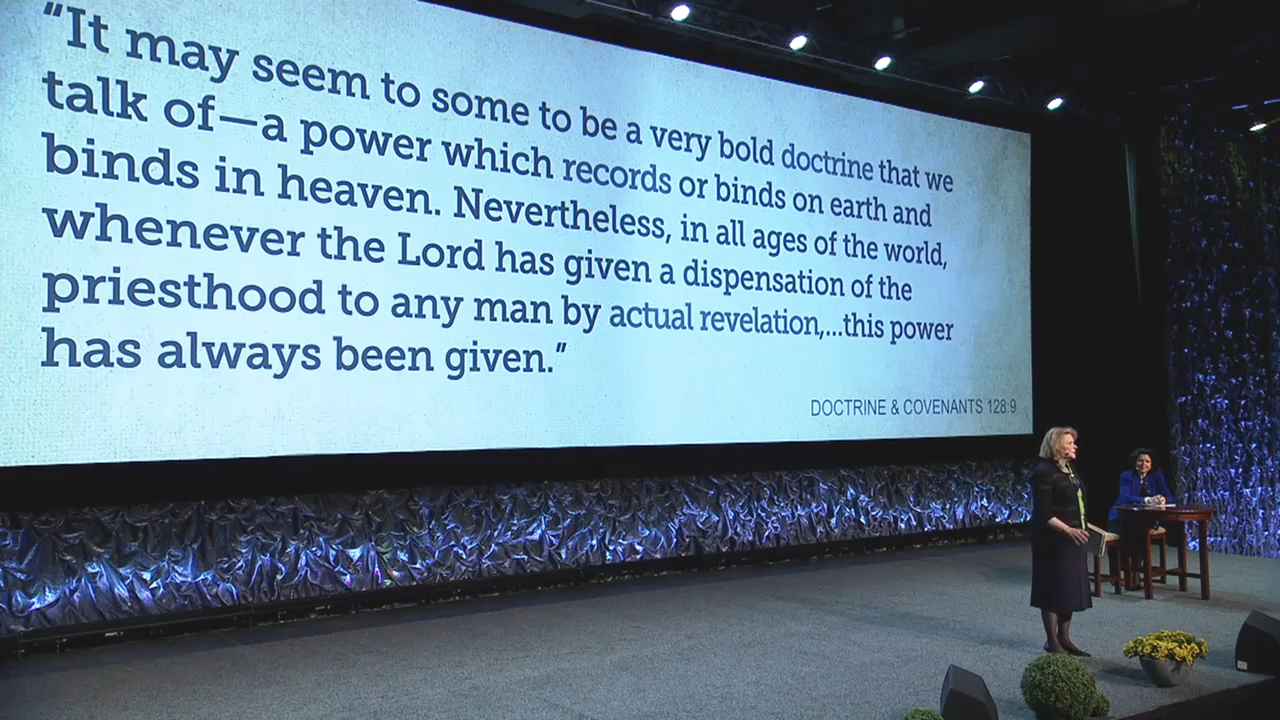 “It may seem to some to be a very bold doctrine that we
talk of—a power which records or binds on earth and
binds in heaven. Nevertheless, in all ages of the world,
whenever the Lord has given a dispensation of the
priesthood to any man by actual revelation,...this power
has always been given.”
DOCTRINE & COVENANTS 128:9